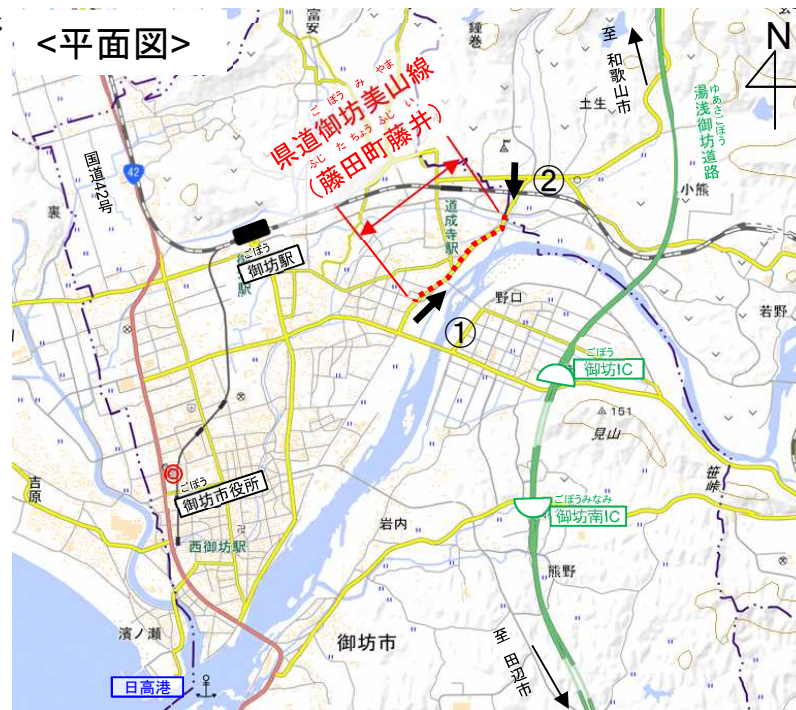 <平面図>
富安
鐘巻
至 和歌山市
N
土生
ゆあさごぼう
湯浅御坊道路
ごぼうみやま
県道御坊美山線
ふじたちょうふじい
(藤田町藤井)
国道42号
42
裏
②
小熊
道成寺駅
ごぼう
御坊駅
野口
若野
①
ごぼう
御坊IC
151
見山
笹峠
吉原
ごぼう
御坊市役所
ごぼうみなみ
御坊南IC
岩内
西御坊駅
熊野
濱ノ瀬
御坊市
至 田辺市
日高港